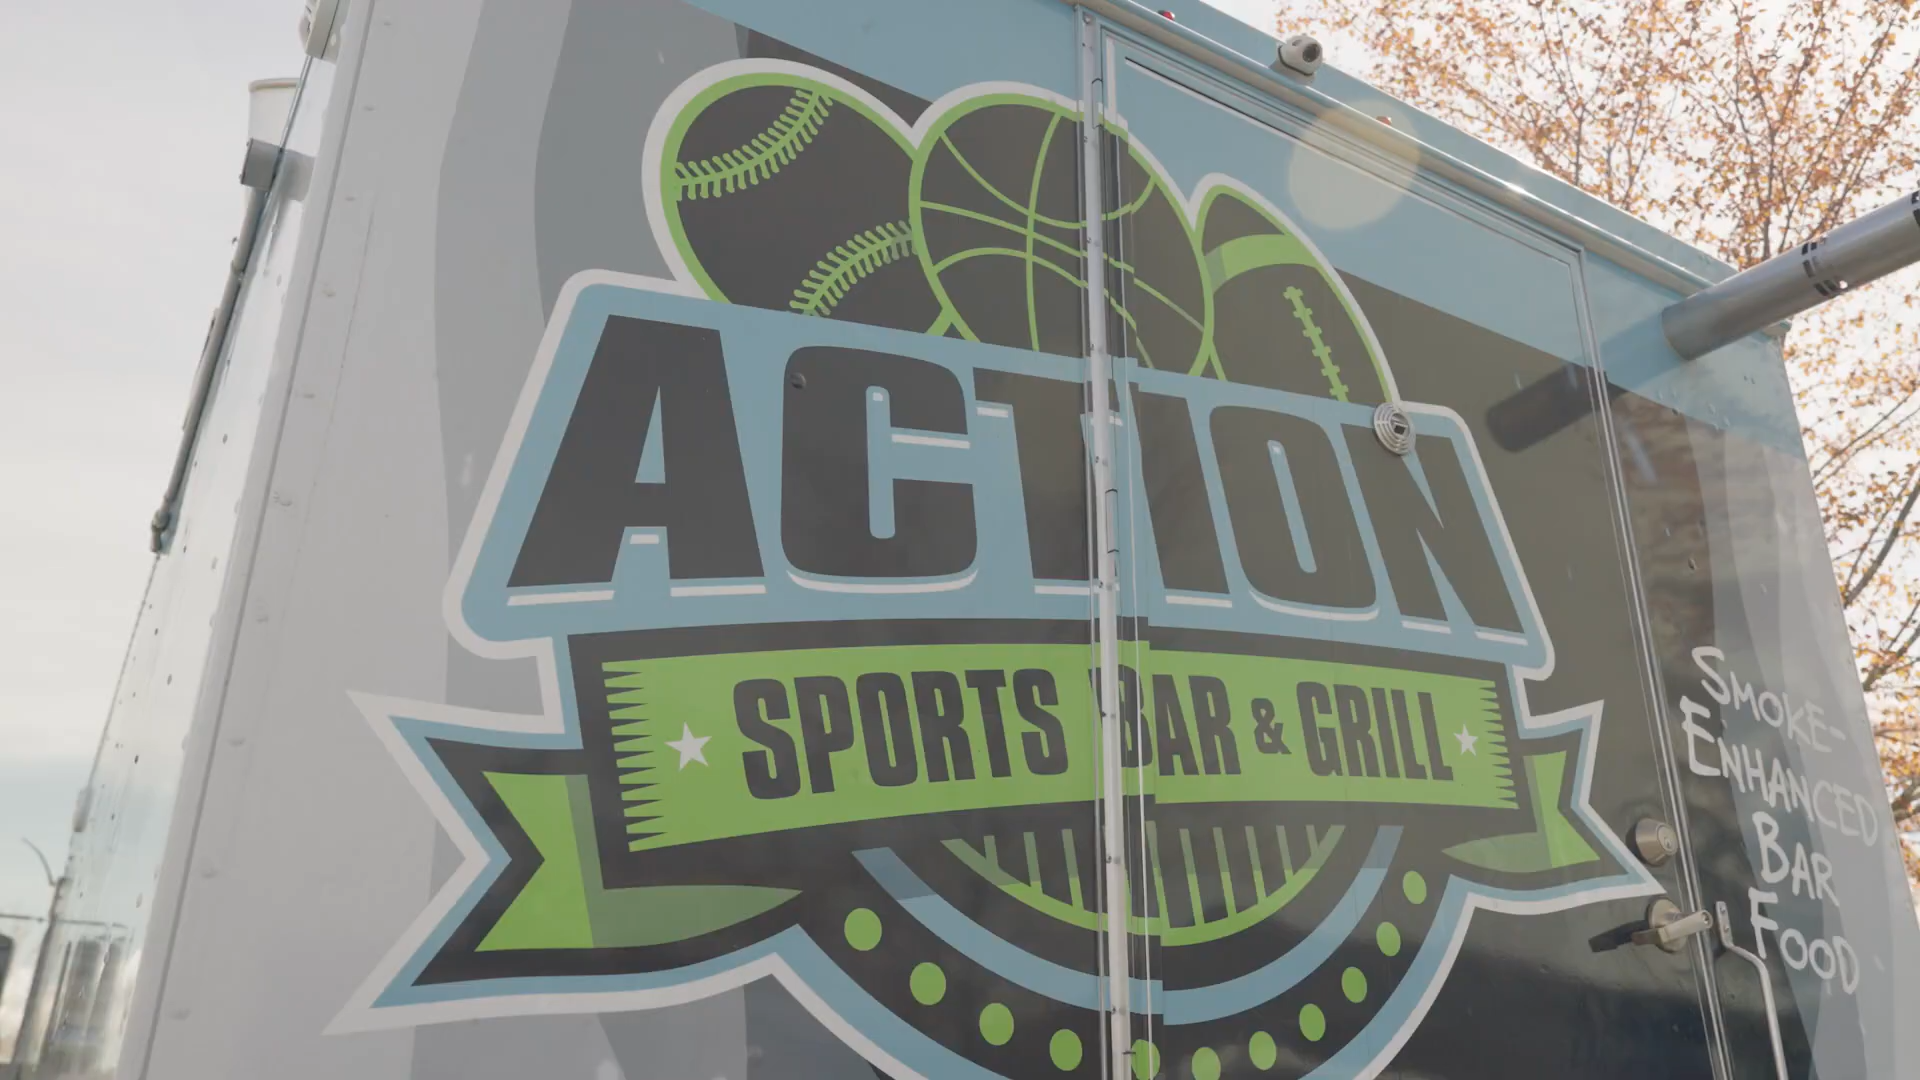 ACTION
SPORTS BAR & GRILL
SMOKE-
ENHANCED
BAR
FOOD